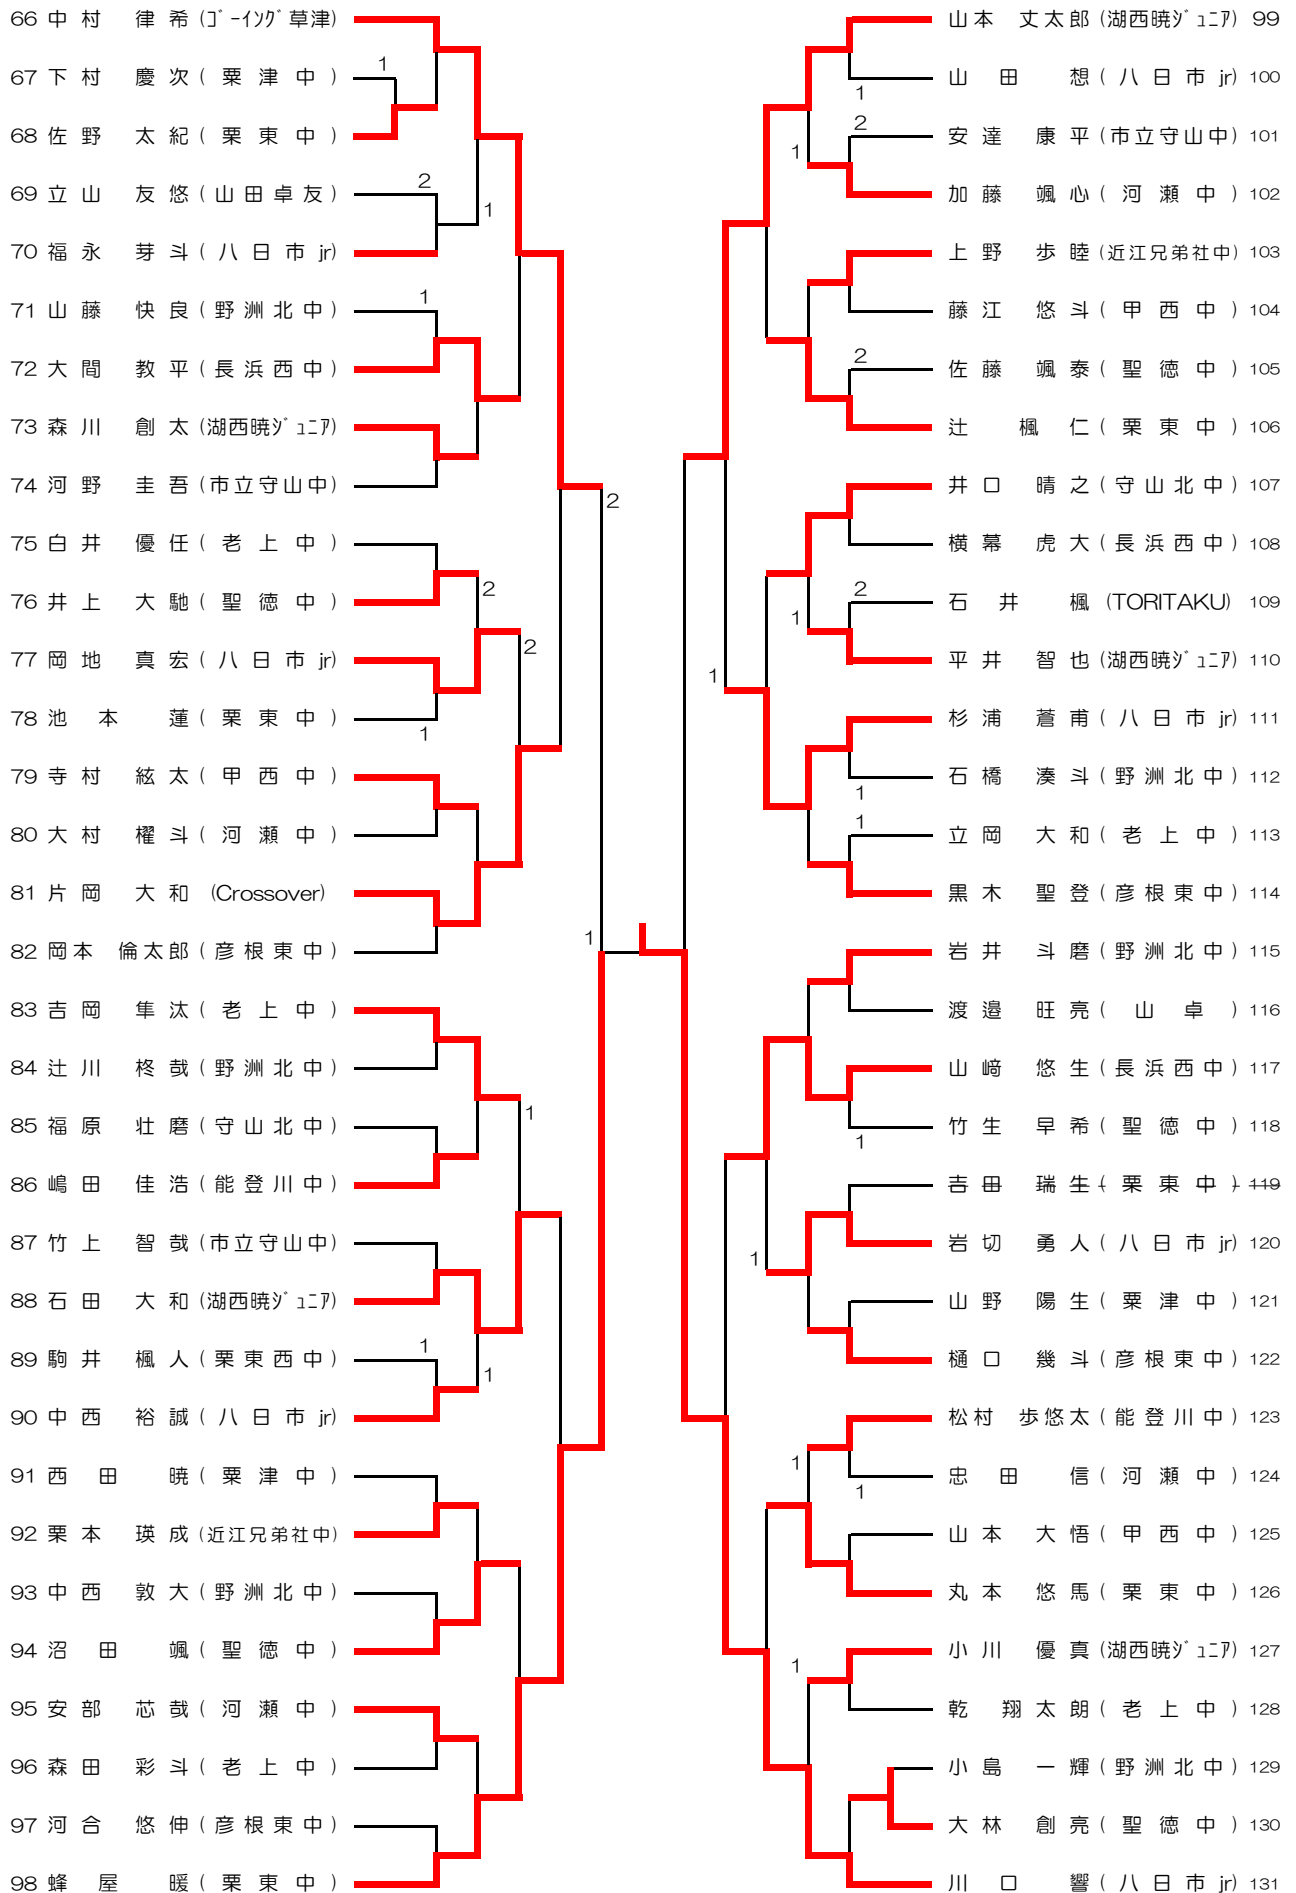 66 中村 律希 (ｺﾞｰｲﾝｸﾞ草津)
67 下村 慶次 (粟津中)
1
68 佐野 太紀 (栗東中)
69 立山 友悠 (山田卓友)
2
1
70 福永 芽斗 (八日市jr)
71 山藤 快良 (野洲北中)
1
72 大間 教平 (長浜西中)
73 森川 創太 (湖西暁ｼﾞｭﾆｱ)
74 河野 圭吾 (市立守山中)
2
75 白井 優任 (老上中)
76 井上 大馳 (聖徳中)
2
77 岡地 真宏 (八日市jr)
2
78 池本 蓮 (栗東中)
1
79 寺村 絃太 (甲西中)
80 大村 櫂斗 (河瀬中)
81 片岡 大和 (Crossover)
82 岡本 倫太郎 (彦根東中)
1
83 吉岡 隼汰 (老上中)
84 辻川 柊哉 (野洲北中)
85 福原 壮磨 (守山北中)
1
86 嶋田 佳浩 (能登川中)
87 竹上 智哉 (市立守山中)
88 石田 大和 (湖西暁ｼﾞｭﾆｱ)
89 駒井 楓人 (栗東西中)
1
1
90 中西 裕誠 (八日市jr)
91 西田 暁 (粟津中)
92 栗本 瑛成 (近江兄弟社中)
93 中西 敦大 (野洲北中)
94 沼田 颯 (聖徳中)
95 安部 芯哉 (河瀬中)
96 森田 彩斗 (老上中)
97 河合 悠伸 (彦根東中)
98 蜂屋 暖 (栗東中)
山本 丈太郎 (湖西暁ｼﾞｭﾆｱ) 99
山田 想 (八日市jr) 100
1
2
安達 康平 (市立守山中) 101
1
加藤 颯心 (河瀬中) 102
上野 歩睦 (近江兄弟社中) 103
藤江 悠斗 (甲西中) 104
2
佐藤 颯泰 (聖徳中) 105
辻 楓仁 (栗東中) 106
井口 晴之 (守山北中) 107
横幕 虎大 (長浜西中) 108
2
石井 楓 (TORITAKU) 109
1
平井 智也 (湖西暁ｼﾞｭﾆｱ) 110
1
杉浦 蒼甫 (八日市jr) 111
石橋 湊斗 (野洲北中) 112
1
1
立岡 大和 (老上中) 113
黒木 聖登 (彦根東中) 114
岩井 斗磨 (野洲北中) 115
渡邉 旺亮 (山卓) 116
山﨑 悠生 (長浜西中) 117
竹生 早希 (聖徳中) 118
1
吉田 瑞生 (栗東中) 119
岩切 勇人 (八日市jr) 120
1
山野 陽生 (粟津中) 121
樋口 幾斗 (彦根東中) 122
松村 歩悠太 (能登川中) 123
1
忠田 信 (河瀬中) 124
1
山本 大悟 (甲西中) 125
丸本 悠馬 (栗東中) 126
小川 優真 (湖西暁ｼﾞｭﾆｱ) 127
1
乾 翔太朗 (老上中) 128
小島 一輝 (野洲北中) 129
大林 創亮 (聖徳中) 130
川口 響 (八日市jr) 131